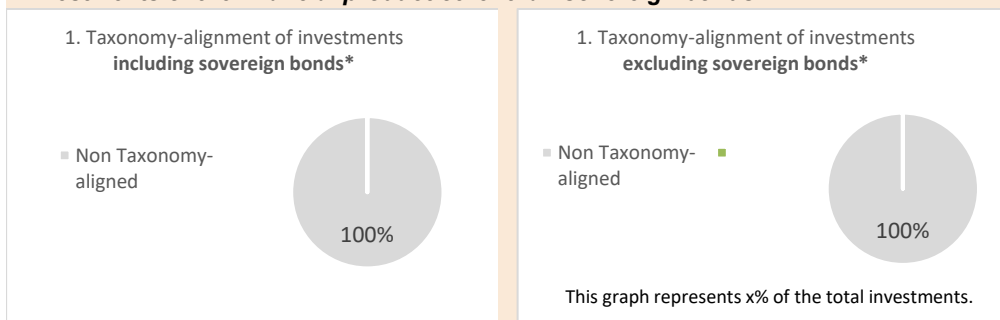 1. Taxonomy-alignment of investments
including sovereign bonds*
Non Taxonomy-
aligned
100%
1. Taxonomy-alignment of investments
excluding sovereign bonds*
Non Taxonomy-
aligned
100%
This graph represents x% of the total investments.